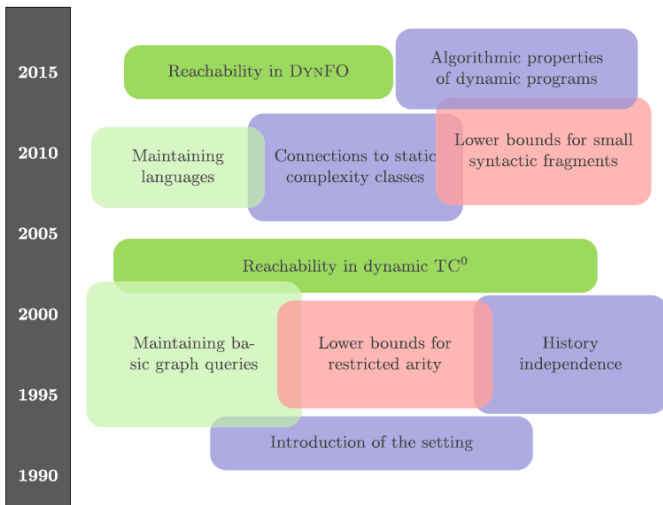 2015
Reachability in DynFO
Algorithmic properties
of dynamic programs
2010
Maintaining
languages
Connections to static
complexity classes
Lower bounds for small
syntactic fragments
2005
Reachability in dynamic TC⁰
2000
Maintaining ba-
sic graph queries
Lower bounds for
restricted arity
History
independence
1995
Introduction of the setting
1990